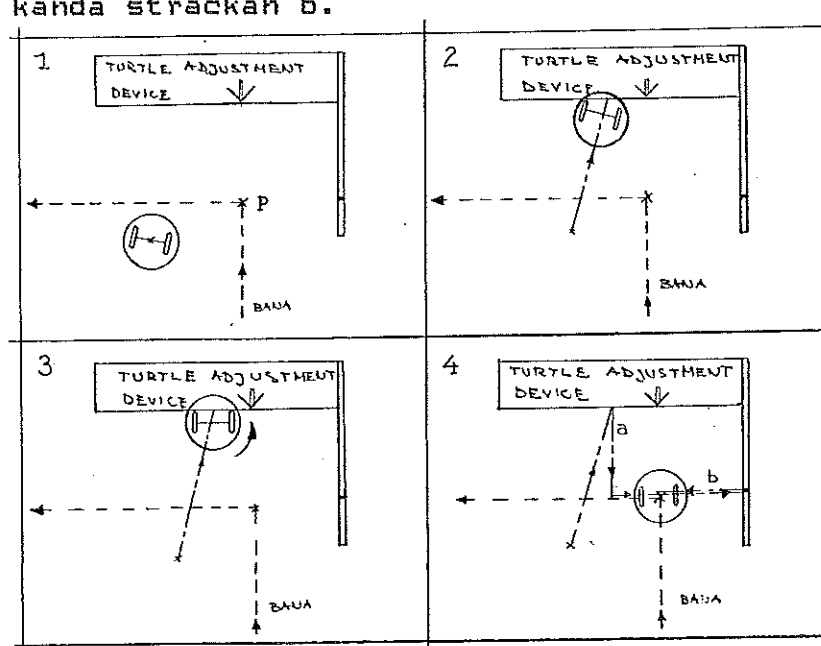 kända sträckan b.
1
TURTLE ADJUSTMENT
DEVICE
P
BANA
2
TURTLE ADJUSTMENT
DEVICE
BANA
3
TURTLE ADJUSTMENT
DEVICE
BANA
4
TURTLE ADJUSTMENT
DEVICE
a
b
BANA